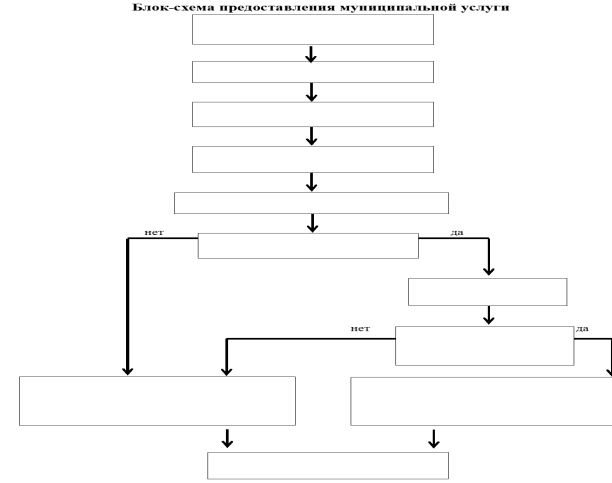 Блок-схема предоставления муниципальной услуги
нет
да
нет
да